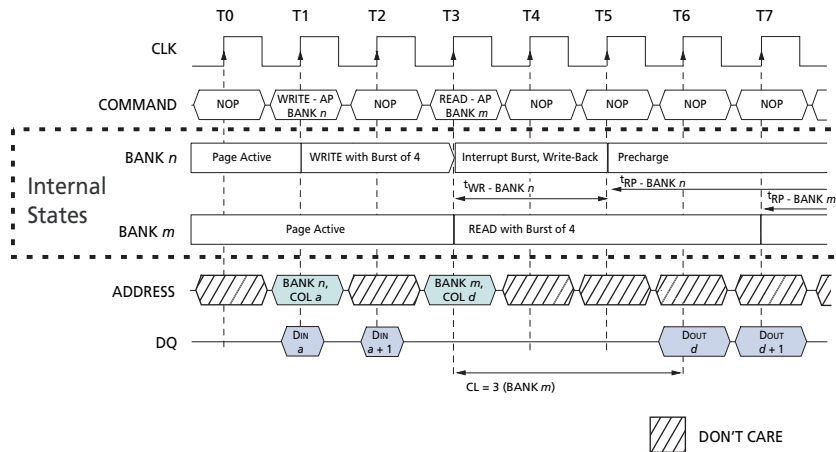 T0 T1 T2 T3 T4 T5 T6 T7
CLK
COMMAND NOP WRITE - AP BANK n NOP READ - AP BANK m NOP NOP NOP NOP
Internal States
BANK n Page Active WRITE with Burst of 4 Interrupt Burst, Write-Back Precharge
tWR - BANK n tRP - BANK n
tRP - BANK m
BANK m Page Active READ with Burst of 4
ADDRESS BANK n, COL a BANK m, COL d
DQ DIN a DIN a + 1 DOUT d DOUT d + 1
CL = 3 (BANK m)
DON'T CARE